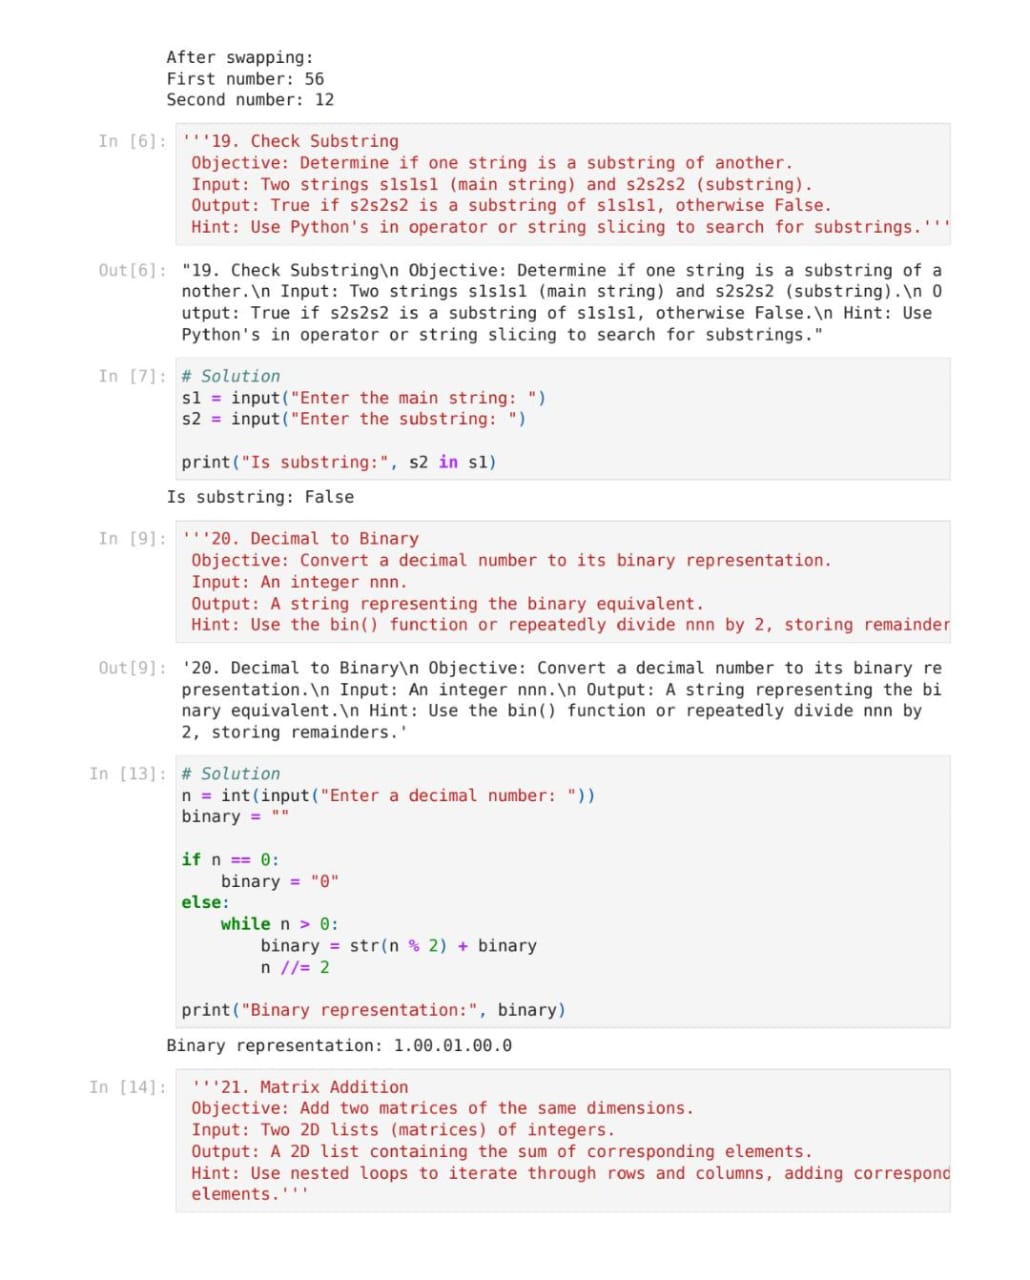 After swapping:
First number: 56
Second number: 12
In [6]: '''19. Check Substring
Objective: Determine if one string is a substring of another.
Input: Two strings s1s1s1 (main string) and s2s2s2 (substring).
Output: True if s2s2s2 is a substring of s1s1s1, otherwise False.
Hint: Use Python's in operator or string slicing to search for substrings.'''
Out[6]: "19. Check Substring\n Objective: Determine if one string is a substring of a
nother.\n Input: Two strings s1s1s1 (main string) and s2s2s2 (substring).\n O
utput: True if s2s2s2 is a substring of s1s1s1, otherwise False.\n Hint: Use
Python's in operator or string slicing to search for substrings."
In [7]: # Solution
s1 = input("Enter the main string: ")
s2 = input("Enter the substring: ")
print("Is substring:", s2 in s1)
Is substring: False
In [9]: '''20. Decimal to Binary
Objective: Convert a decimal number to its binary representation.
Input: An integer nnn.
Output: A string representing the binary equivalent.
Hint: Use the bin() function or repeatedly divide nnn by 2, storing remainder
Out[9]: '20. Decimal to Binary\n Objective: Convert a decimal number to its binary re
presentation.\n Input: An integer nnn.\n Output: A string representing the bi
nary equivalent.\n Hint: Use the bin() function or repeatedly divide nnn by
2, storing remainders.'
In [13]: # Solution
n = int(input("Enter a decimal number: "))
binary = ""
if n == 0:
binary = "0"
else:
while n > 0:
binary = str(n % 2) + binary
n //= 2
print("Binary representation:", binary)
Binary representation: 1.00.01.00.0
In [14]: '''21. Matrix Addition
Objective: Add two matrices of the same dimensions.
Input: Two 2D lists (matrices) of integers.
Output: A 2D list containing the sum of corresponding elements.
Hint: Use nested loops to iterate through rows and columns, adding correspond
elements.'''